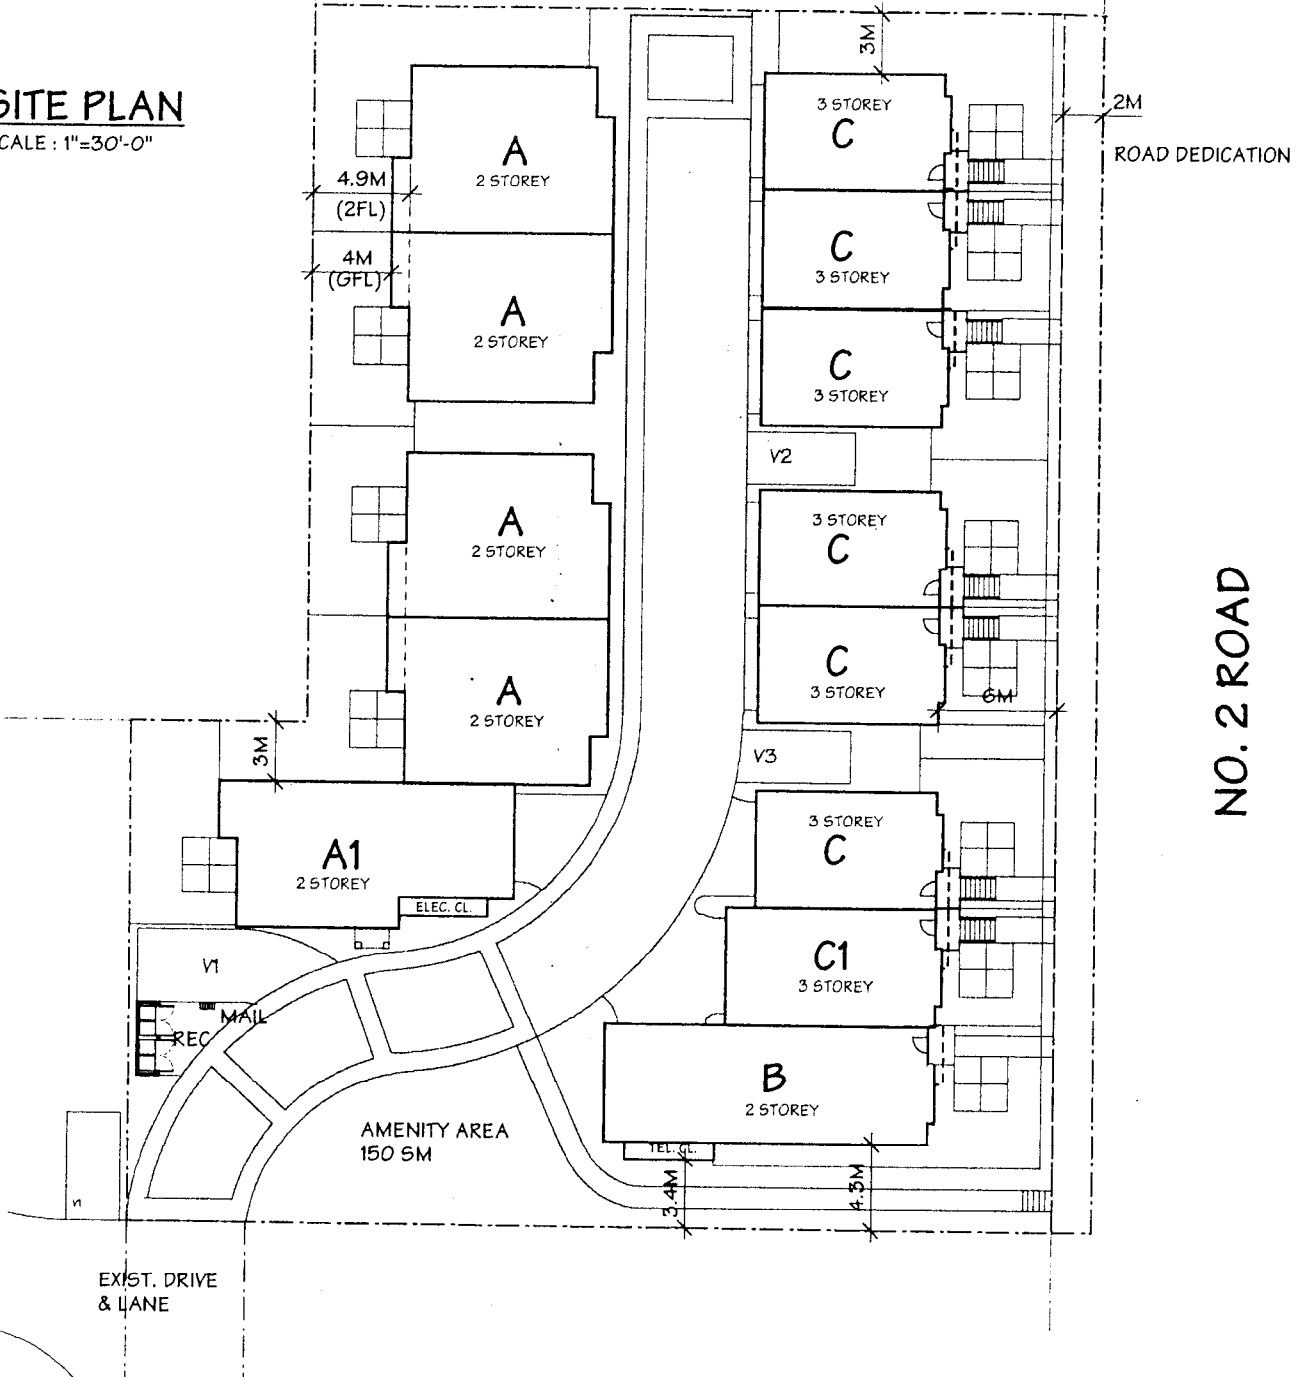 SITE PLAN
SCALE : 1"=30'-0"
3M
2M
ROAD DEDICATION
3 STOREY
C
A
2 STOREY
4.9M
(2FL)
C
3 STOREY
4M
(GFL)
A
2 STOREY
C
3 STOREY
V2
A
2 STOREY
3 STOREY
C
C
3 STOREY
A
2 STOREY
6M
NO. 2 ROAD
3M
V3
3 STOREY
C
A1
2 STOREY
ELEC. CL.
C1
3 STOREY
V1
MAIL
REC
B
2 STOREY
AMENITY AREA
150 SM
TEL. CL.
3.4M
4.3M
EXIST. DRIVE
& LANE